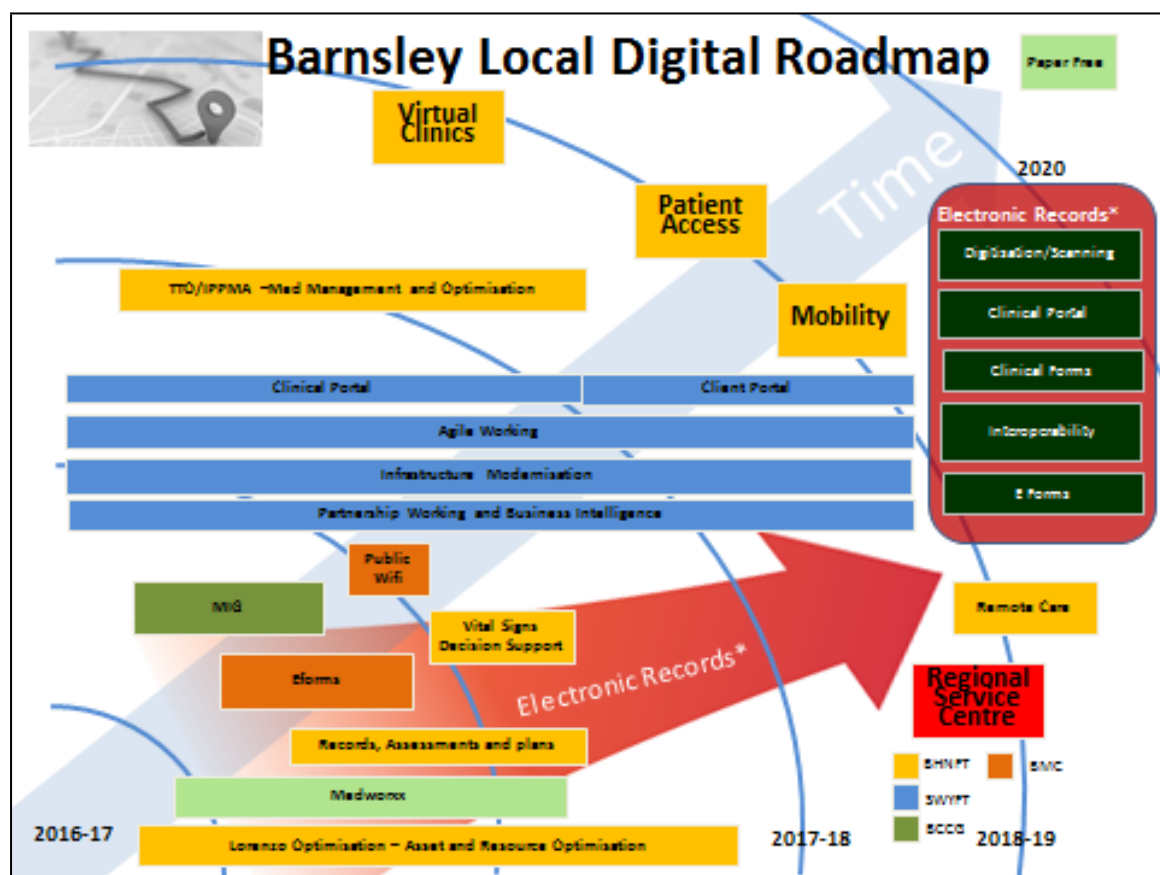 Barnsley Local Digital Roadmap
Paper Free
Virtual
Clinics
Time
2020
Patient
Access
Electronic Records*
Digitisation/Scanning
TTO/IPPMA –Med Management and Optimisation
Mobility
Clinical Portal
Clinical Portal
Client Portal
Clinical Forms
Agile Working
Interoperability
Infrastructure Modernisation
E Forms
Partnership Working and Business Intelligence
Public
Wifi
MIG
Remote Care
Vital Signs
Decision Support
Electronic Records*
Eforms
Regional
Service
Centre
Records, Assessments and plans
BHNFT
BMC
Medworxx
SWYFT
BCCG
2016-17
2017-18
2018-19
Lorenzo Optimisation – Asset and Resource Optimisation